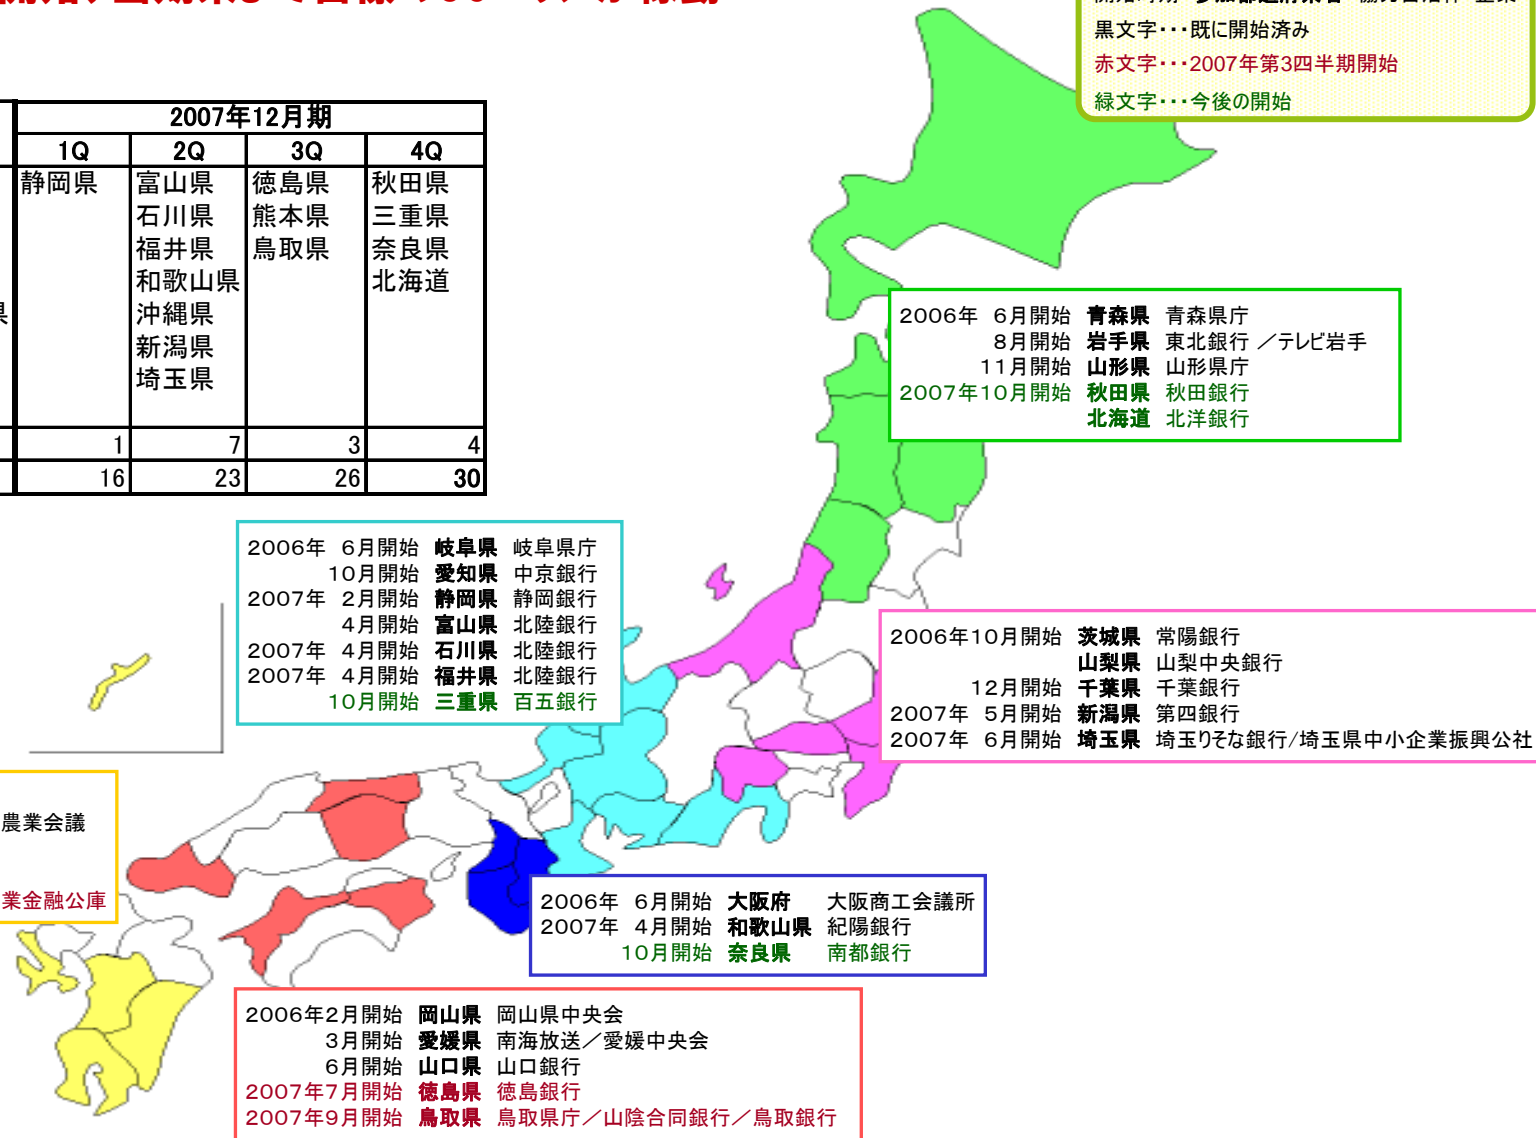 黒文字･･･既に開始済み
赤文字･･･2007年第3四半期開始
緑文字･･･今後の開始
2007年12月期
1Q 2Q 3Q 4Q
静岡県 富山県 徳島県 秋田県
石川県 熊本県 三重県
福井県 鳥取県 奈良県
和歌山県 北海道
沖縄県
新潟県
埼玉県
1 7 3 4
16 23 26 30
2006年 6月開始 青森県 青森県庁
8月開始 岩手県 東北銀行 ／テレビ岩手
11月開始 山形県 山形県庁
2007年10月開始 秋田県 秋田銀行
北海道 北洋銀行
2006年 6月開始 岐阜県 岐阜県庁
10月開始 愛知県 中京銀行
2007年 2月開始 静岡県 静岡銀行
4月開始 富山県 北陸銀行
2007年 4月開始 石川県 北陸銀行
2007年 4月開始 福井県 北陸銀行
10月開始 三重県 百五銀行
2006年10月開始 茨城県 常陽銀行
山梨県 山梨中央銀行
12月開始 千葉県 千葉銀行
2007年 5月開始 新潟県 第四銀行
2007年 6月開始 埼玉県 埼玉りそな銀行/埼玉県中小企業振興公社
農業会議
業金融公庫
2006年 6月開始 大阪府 大阪商工会議所
2007年 4月開始 和歌山県 紀陽銀行
10月開始 奈良県 南都銀行
2006年2月開始 岡山県 岡山県中央会
3月開始 愛媛県 南海放送／愛媛中央会
6月開始 山口県 山口銀行
2007年7月開始 徳島県 徳島銀行
2007年9月開始 鳥取県 鳥取県庁／山陰合同銀行／鳥取銀行